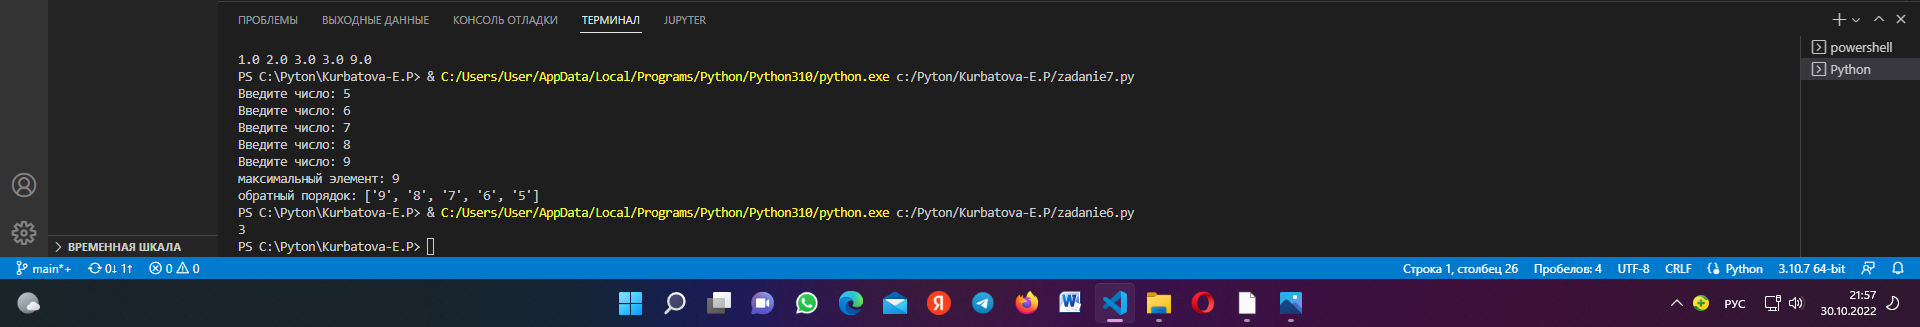 ПРОБЛЕМЫ ВЫХОДНЫЕ ДАННЫЕ КОНСОЛЬ ОТЛАДКИ ТЕРМИНАЛ JUPYTER
1.0 2.0 3.0 3.0 9.0
PS C:\Pyton\Kurbatova-E.P> & C:/Users/User/AppData/Local/Programs/Python/Python310/python.exe c:/Pyton/Kurbatova-E.P/zadanie7.py
Введите число: 5
Введите число: 6
Введите число: 7
Введите число: 8
Введите число: 9
максимальный элемент: 9
обратный порядок: ['9', '8', '7', '6', '5']
PS C:\Pyton\Kurbatova-E.P> & C:/Users/User/AppData/Local/Programs/Python/Python310/python.exe c:/Pyton/Kurbatova-E.P/zadanie6.py
3
PS C:\Pyton\Kurbatova-E.P>
powershell
Python
ВРЕМЕННАЯ ШКАЛА
main*+ 0↓ 1↑ 0 0 Строка 1, столбец 26 Пробелов: 4 UTF-8 CRLF Python 3.10.7 64-bit
РУС
21:57
30.10.2022